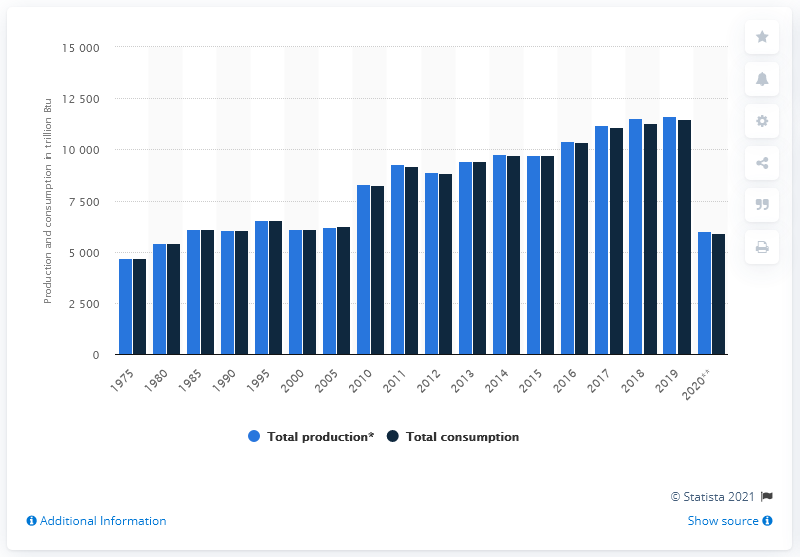 15 000
12 500
10 000
7 500
5 000
2 500
0
Production and consumption in trillion Btu
1975 1980 1985 1990 1995 2000 2005 2010 2011 2012 2013 2014 2015 2016 2017 2018 2019 2020**
Total production* Total consumption
© Statista 2021
Additional Information Show source